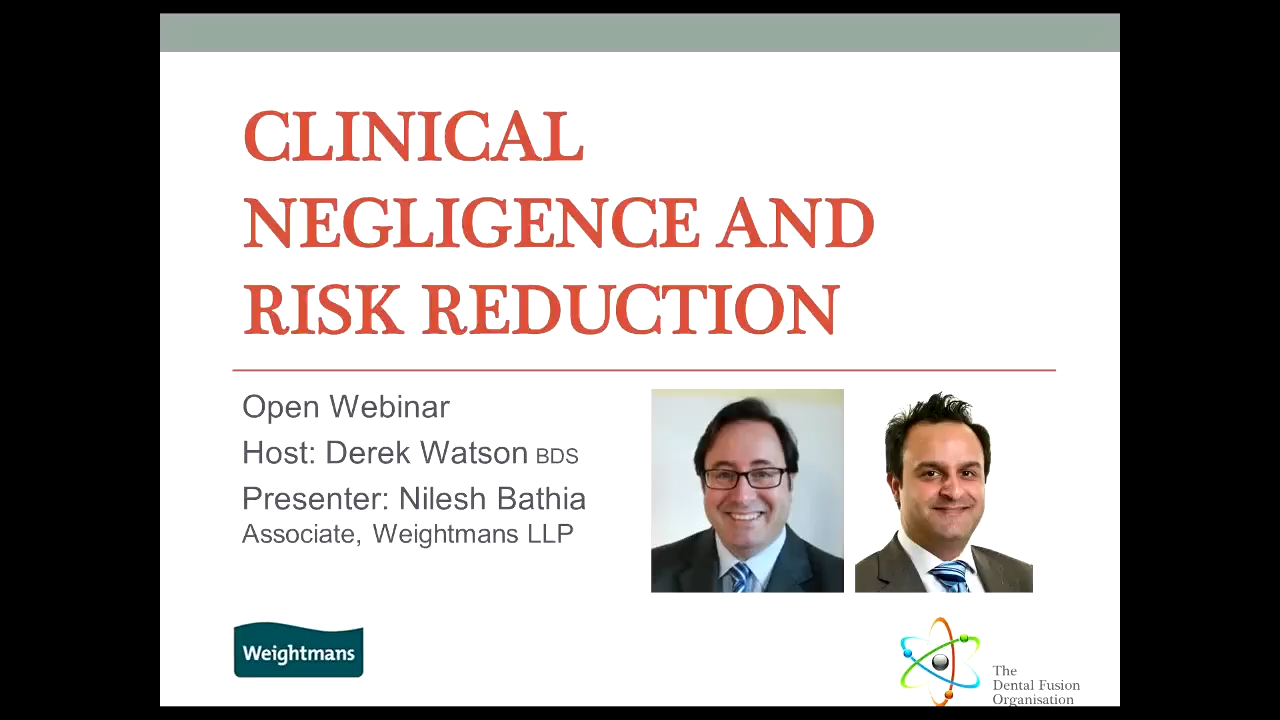 CLINICAL
NEGLIGENCE AND
RISK REDUCTION
Open Webinar
Host: Derek Watson BDS
Presenter: Nilesh Bathia
Associate, Weightmans LLP
Weightmans
The
Dental Fusion
Organisation